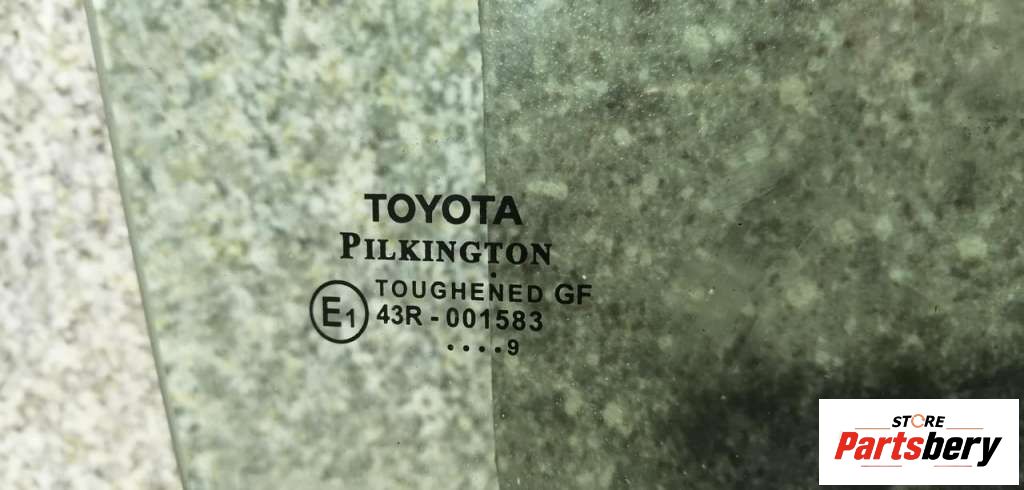 TOYOTA
PILKINGTON
TOUGHENED GF
E1
43R - 001583
....9
STORE
Partsbery